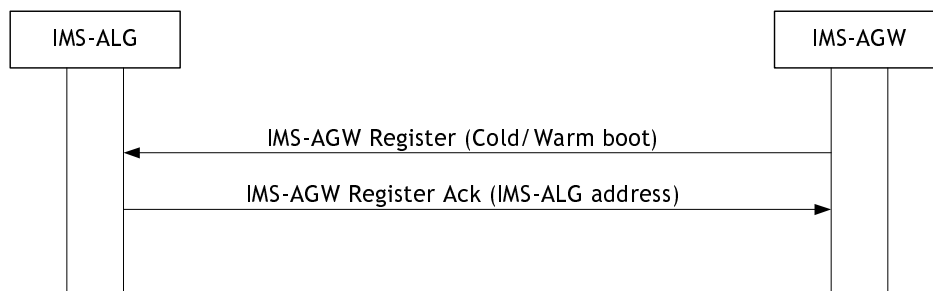 IMS-ALG
IMS-AGW
IMS-AGW Register (Cold/Warm boot)
IMS-AGW Register Ack (IMS-ALG address)